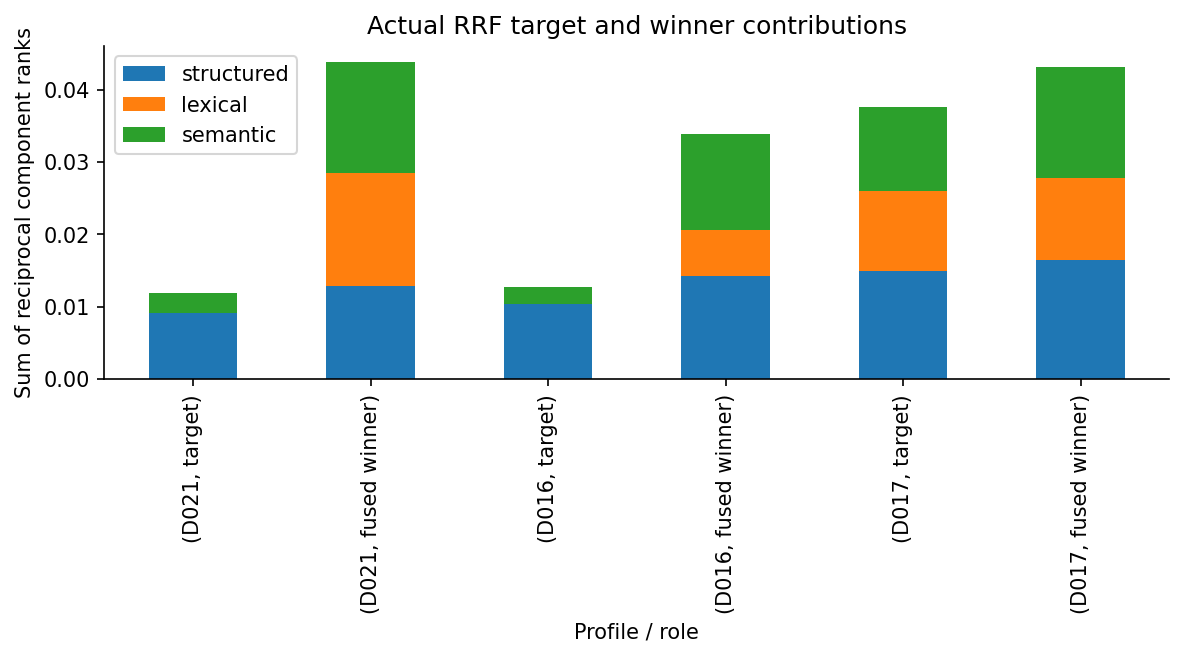 Actual RRF target and winner contributions
Sum of reciprocal component ranks
structured
lexical
semantic
0.04
0.03
0.02
0.01
0.00
(D021, target)
(D021, fused winner)
(D016, target)
(D016, fused winner)
(D017, target)
(D017, fused winner)
Profile / role